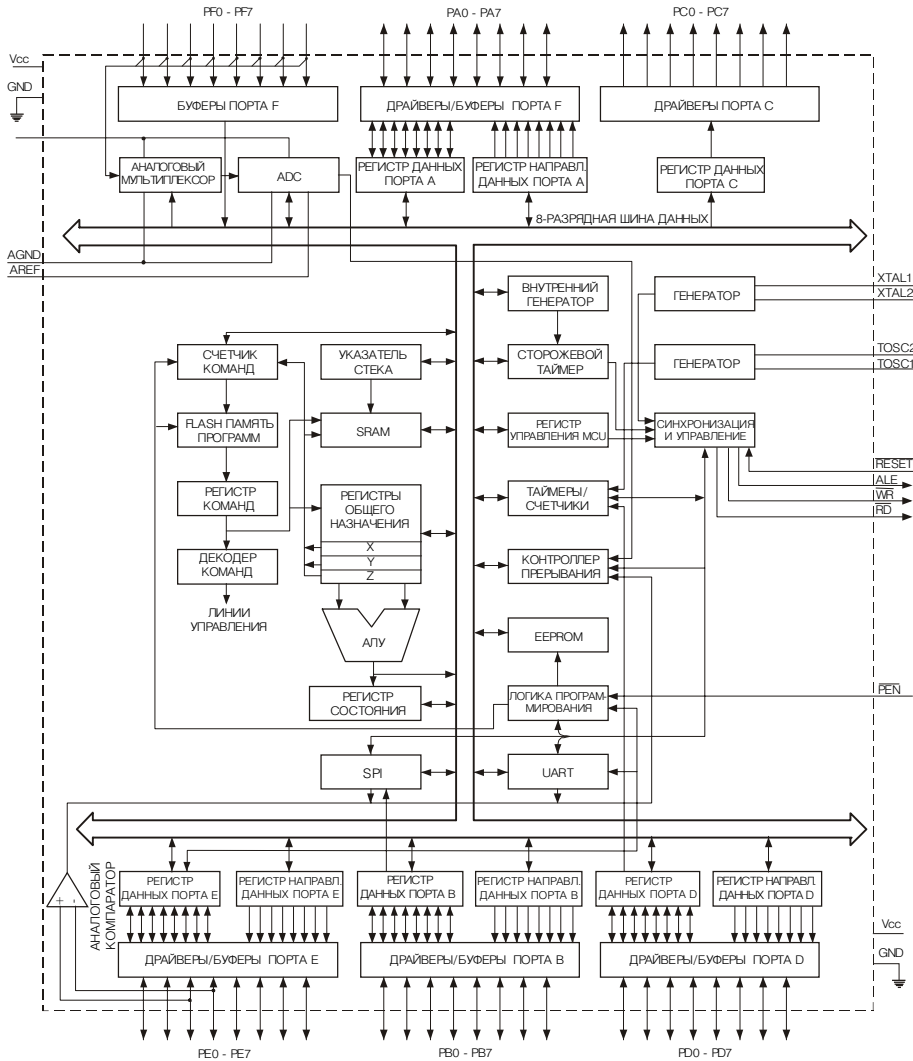 PF0 - PF7
PA0 - PA7
PC0 - PC7
Vcc
GND
БУФЕРЫ ПОРТА F
ДРАЙВЕРЫ/БУФЕРЫ ПОРТА F
ДРАЙВЕРЫ ПОРТА C
АНАЛОГОВЫЙ
МУЛЬТИПЛЕКСОР
ADC
РЕГИСТР ДАННЫХ
ПОРТА A
РЕГИСТР НАПРАВЛ.
ДАННЫХ ПОРТА A
РЕГИСТР ДАННЫХ
ПОРТА C
8-РАЗРЯДНАЯ ШИНА ДАННЫХ
AGND
AREF
XTAL1
XTAL2
TOSC2
TOSC1
ВНУТРЕННИЙ
ГЕНЕРАТОР
ГЕНЕРАТОР
СЧЕТЧИК
КОМАНД
УКАЗАТЕЛЬ
СТЕКА
СТОРОЖЕВОЙ
ТАЙМЕР
ГЕНЕРАТОР
FLASH ПАМЯТЬ
ПРОГРАММ
SRAM
РЕГИСТР
УПРАВЛЕНИЯ MCU
СИНХРОНИЗАЦИЯ
И УПРАВЛЕНИЕ
RESET
ALE
WR
RD
РЕГИСТР
КОМАНД
РЕГИСТРЫ
ОБЩЕГО
НАЗНАЧЕНИЯ
X
Y
Z
ТАЙМЕРЫ/
СЧЕТЧИКИ
ДЕКОДЕР
КОМАНД
КОНТРОЛЛЕР
ПРЕРЫВАНИЯ
ЛИНИИ
УПРАВЛЕНИЯ
АЛУ
EEPROM
РЕГИСТР
СОСТОЯНИЯ
ЛОГИКА ПРОГРАМ-
МИРОВАНИЯ
PEN
SPI
UART
АНАЛОГОВЫЙ
КОМПАРАТОР
+ -
РЕГИСТР
ДАННЫХ ПОРТА E
РЕГИСТР НАПРАВЛ.
ДАННЫХ ПОРТА E
РЕГИСТР
ДАННЫХ ПОРТА B
РЕГИСТР НАПРАВЛ.
ДАННЫХ ПОРТА B
РЕГИСТР
ДАННЫХ ПОРТА D
РЕГИСТР НАПРАВЛ.
ДАННЫХ ПОРТА D
ДРАЙВЕРЫ/БУФЕРЫ ПОРТА E
ДРАЙВЕРЫ/БУФЕРЫ ПОРТА B
ДРАЙВЕРЫ/БУФЕРЫ ПОРТА D
Vcc
GND
PE0 - PE7
PB0 - PB7
PD0 - PD7